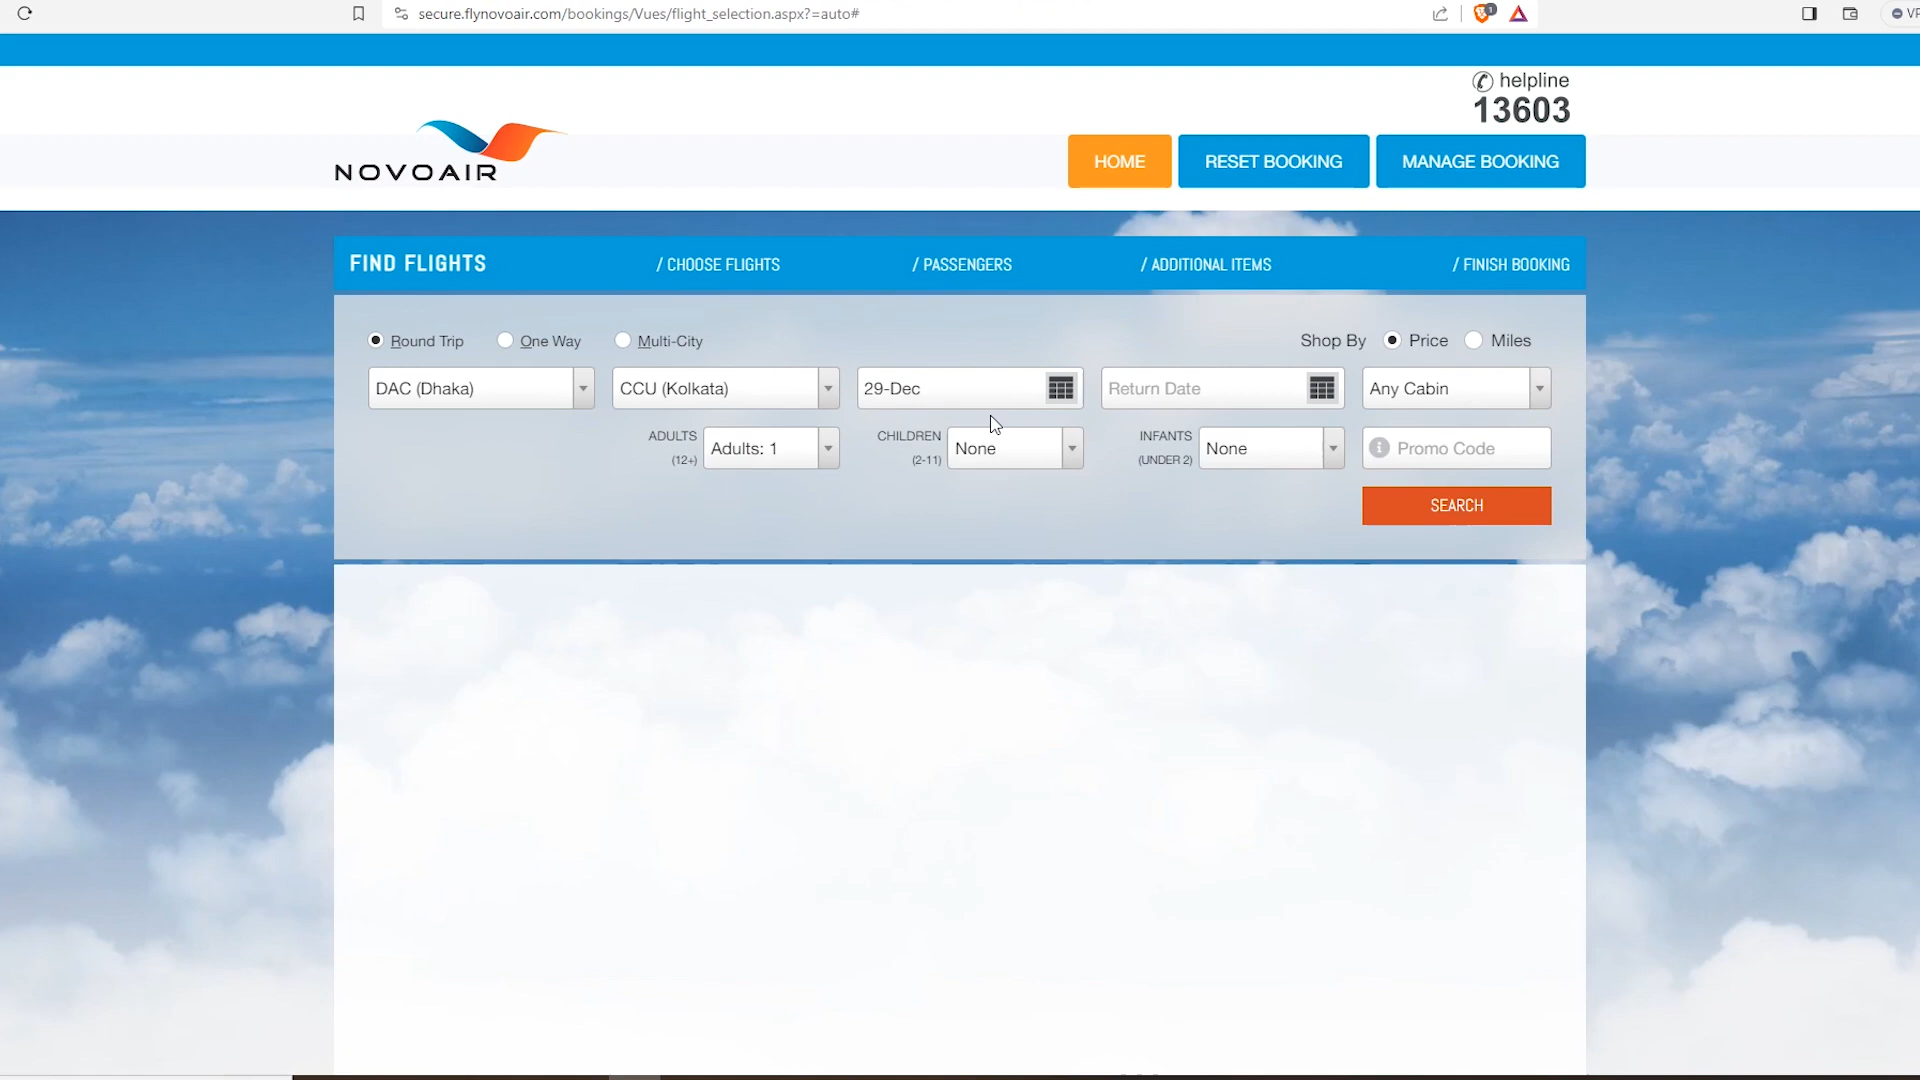 secure.flynovoair.com/bookings/Vues/flight_selection.aspx?=auto#
1
VP
helpline
13603
NOVOAIR
HOME
RESET BOOKING
MANAGE BOOKING
FIND FLIGHTS
/ CHOOSE FLIGHTS
/ PASSENGERS
/ ADDITIONAL ITEMS
/ FINISH BOOKING
Round Trip
One Way
Multi-City
Shop By
Price
Miles
DAC (Dhaka)
CCU (Kolkata)
29-Dec
Return Date
Any Cabin
ADULTS
(12+)
Adults: 1
CHILDREN
(2-11)
None
INFANTS
(UNDER 2)
None
Promo Code
SEARCH